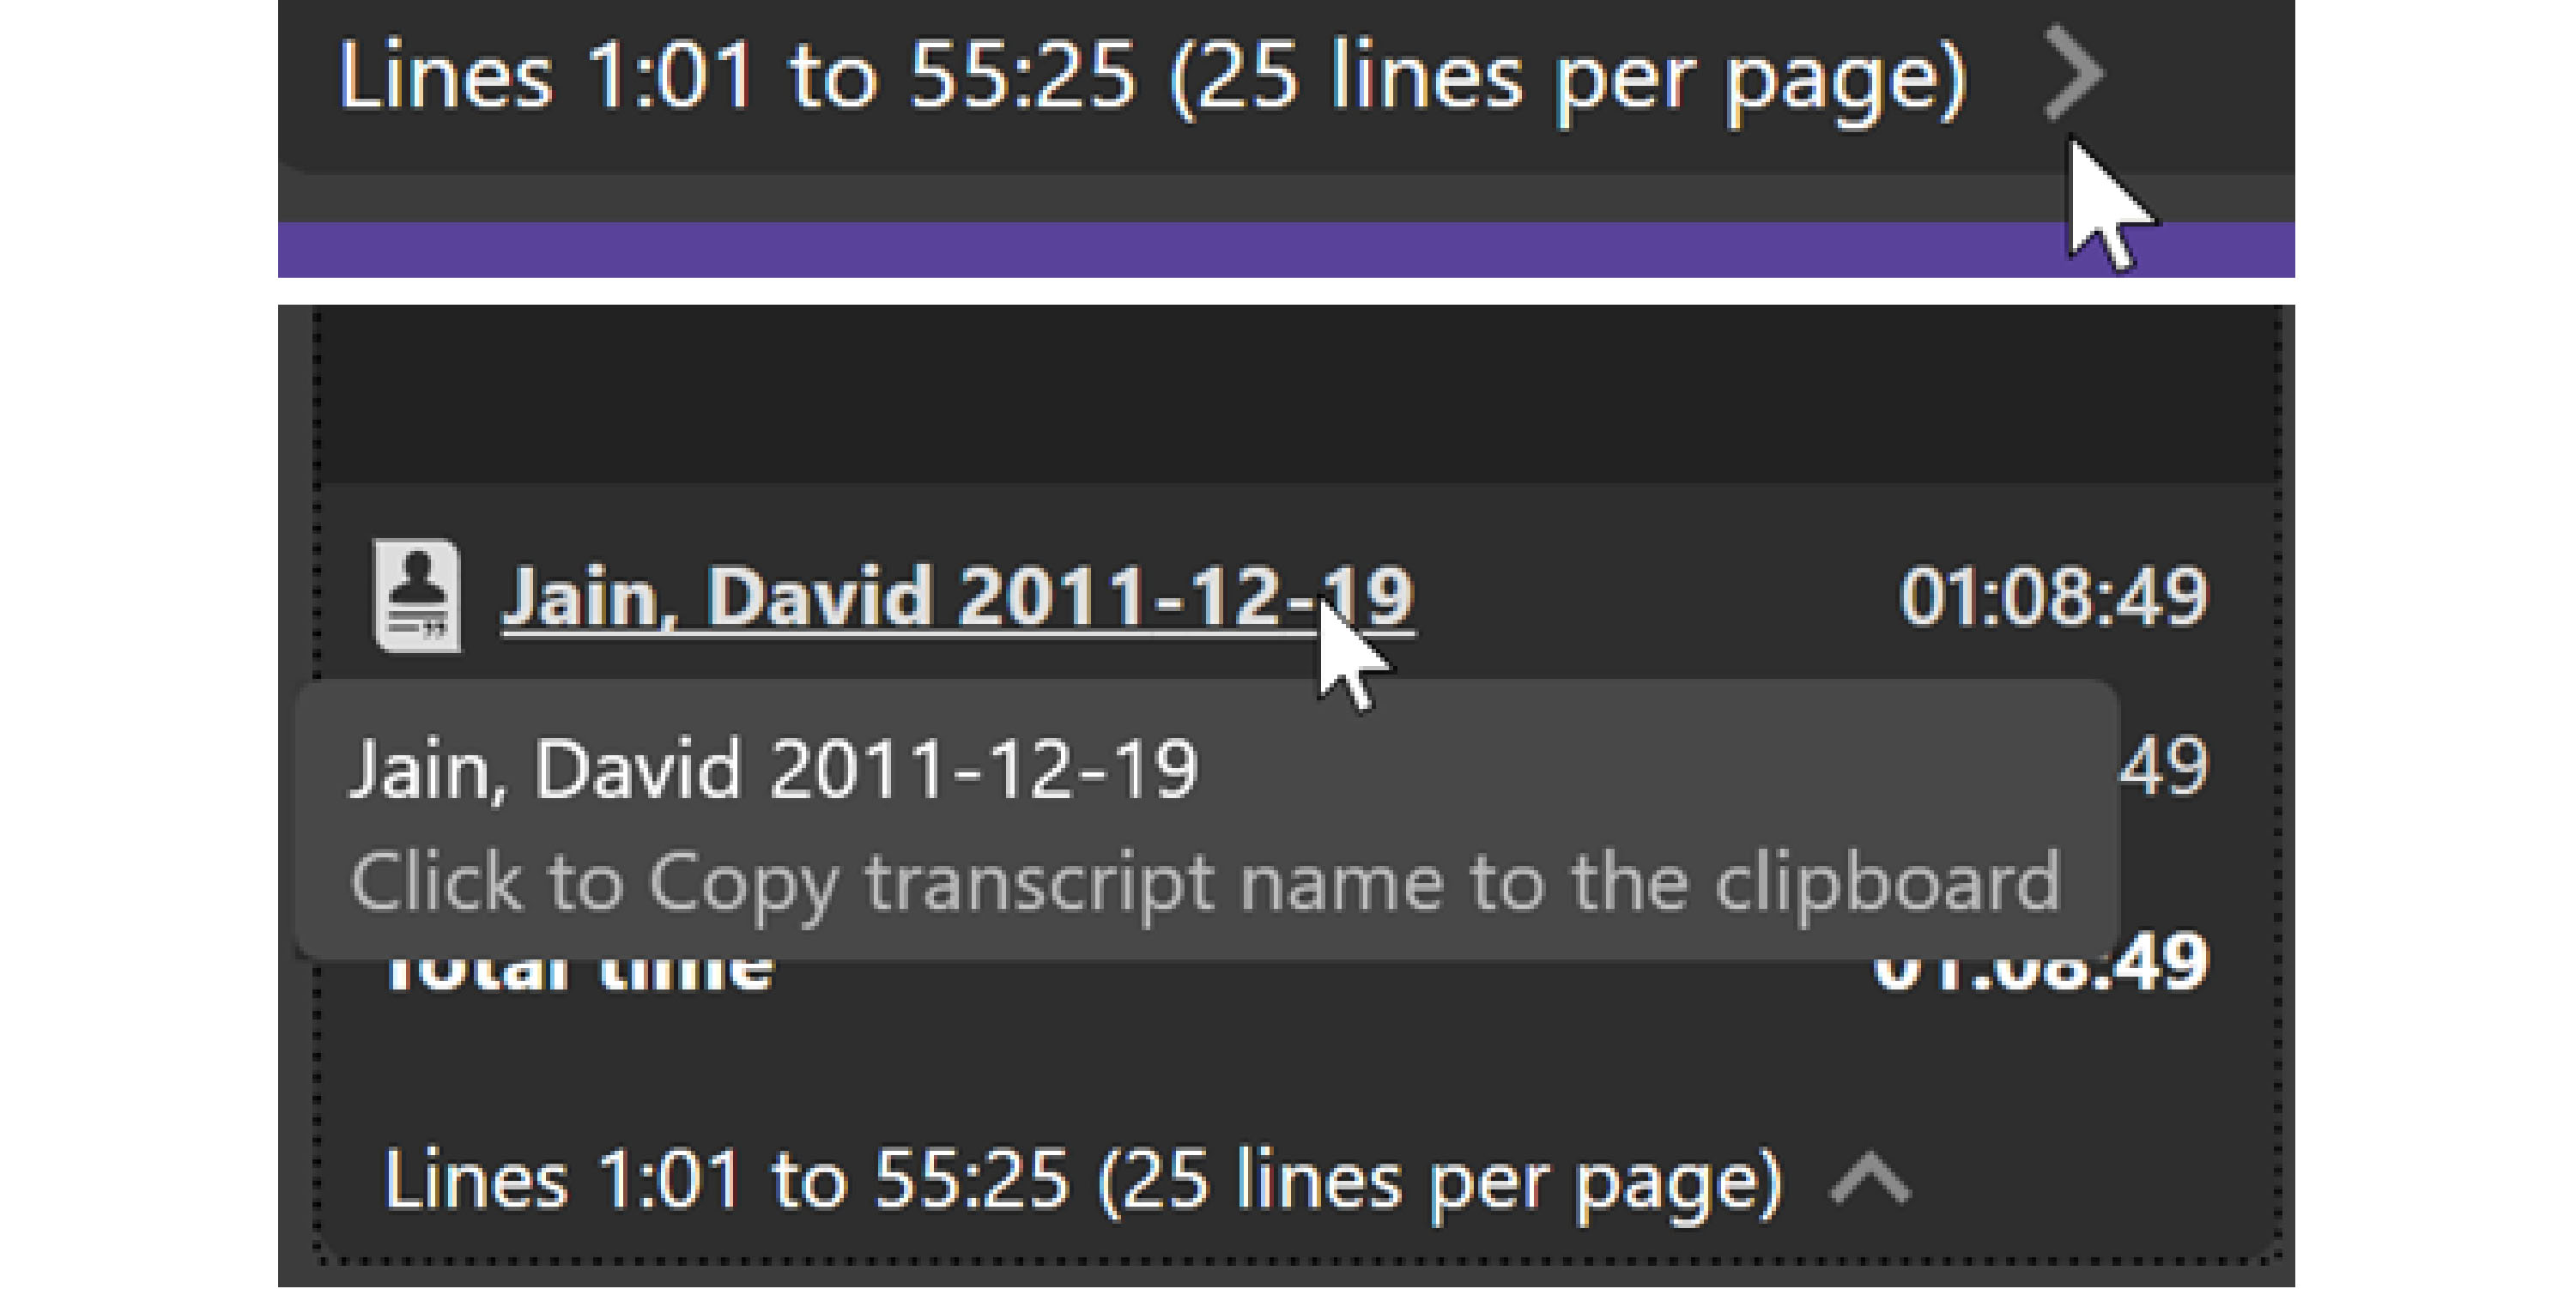 Lines 1:01 to 55:25 (25 lines per page)
Jain, David 2011-12-19 01:08:49
Jain, David 2011-12-19 49
Click to Copy transcript name to the clipboard
Total time 01:08:49
Lines 1:01 to 55:25 (25 lines per page)